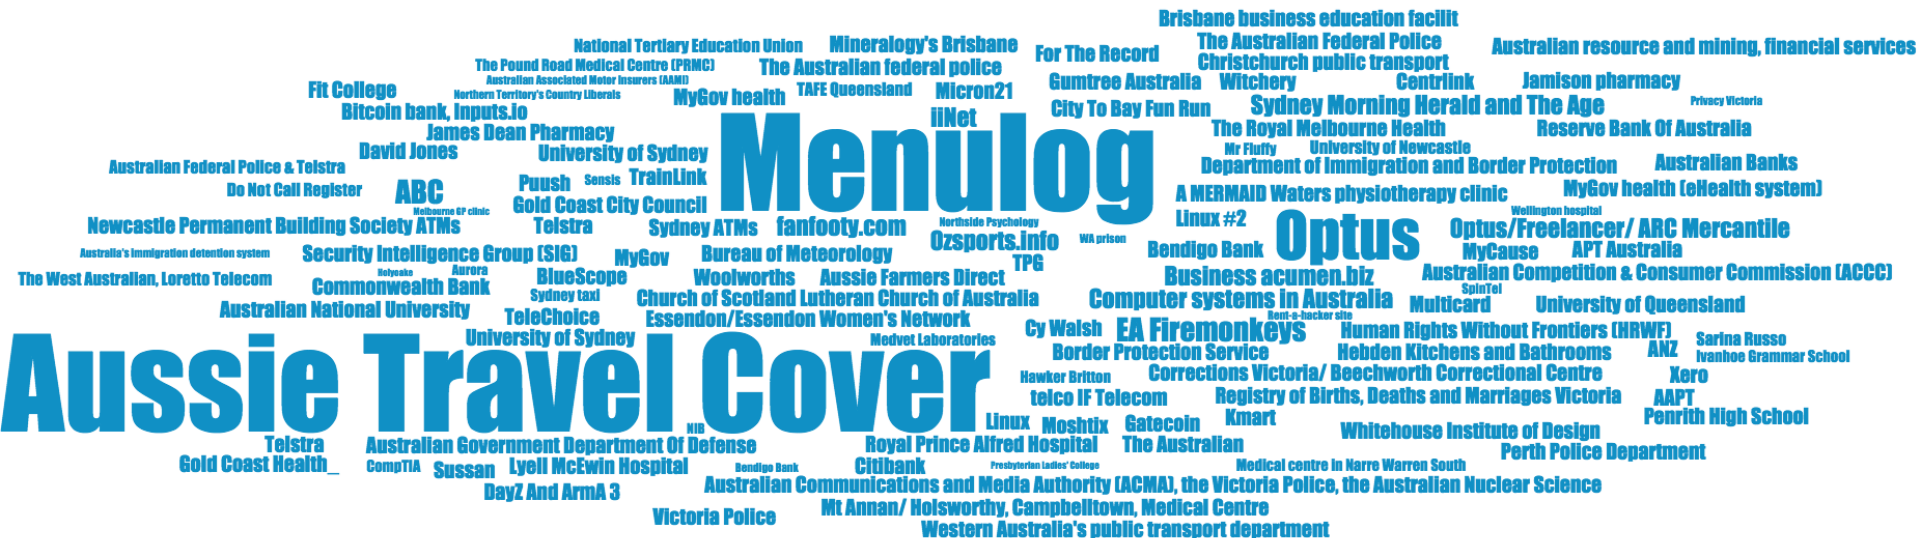 Brisbane business education facilit
National Tertiary Education Union
Mineralogy's Brisbane
For The Record
The Australian Federal Police
Australian resource and mining, financial services
The Pound Road Medical Centre (PRMC)
The Australian federal police
Christchurch public transport
Australian Associated Motor Insurers (AAMI)
Fit College
Northern Territory's Country Liberals
MyGov health
TAFE Queensland
Micron21
Gumtree Australia
Witchery
Centrlink
Jamison pharmacy
Bitcoin bank, Inputs.io
iiNet
City To Bay Fun Run
Sydney Morning Herald and The Age
Privacy Victoria
James Dean Pharmacy
Menulog
The Royal Melbourne Health
Reserve Bank Of Australia
David Jones
University of Sydney
Mr Fluffy
University of Newcastle
Australian Federal Police & Telstra
Department of Immigration and Border Protection
Australian Banks
Do Not Call Register
ABC
Puush
Sensis
TrainLink
A MERMAID Waters physiotherapy clinic
MyGov health (eHealth system)
Melbourne GP clinic
Gold Coast City Council
Wellington hospital
Newcastle Permanent Building Society ATMs
Telstra
Sydney ATMs
fanfooty.com
Northside Psychology
Linux #2
Optus
Optus/Freelancer/ ARC Mercantile
Australia's immigration detention system
Security Intelligence Group (SIG)
MyGov
Bureau of Meteorology
Ozsports.info
WA prison
Bendigo Bank
MyCause
APT Australia
TPG
The West Australian, Loretto Telecom
Holyoake
Aurora
BlueScope
Woolworths
Aussie Farmers Direct
Business acumen.biz
Australian Competition & Consumer Commission (ACCC)
Commonwealth Bank
Sydney taxi
Church of Scotland Lutheran Church of Australia
Computer systems in Australia
SpinTel
Multicard
University of Queensland
Australian National University
TeleChoice
Essendon/Essendon Women's Network
Rent-a-hacker site
Cy Walsh
EA Firemonkeys
Human Rights Without Frontiers (HRWF)
Sarina Russo
University of Sydney
Medvet Laboratories
Border Protection Service
Hebden Kitchens and Bathrooms
ANZ
Ivanhoe Grammar School
Aussie Travel Cover
Hawker Britton
Corrections Victoria/ Beechworth Correctional Centre
Xero
telco IF Telecom
Registry of Births, Deaths and Marriages Victoria
AAPT
NIB
Linux
Moshtix
Gatecoin
Kmart
Penrith High School
Whitehouse Institute of Design
Telstra
Australian Government Department Of Defense
Royal Prince Alfred Hospital
The Australian
Perth Police Department
Gold Coast Health_
CompTIA
Sussan
Lyell McEwin Hospital
Bendigo Bank
Citibank
Presbyterian Ladies' College
Medical centre in Narre Warren South
DayZ And ArmA 3
Australian Communications and Media Authority (ACMA), the Victoria Police, the Australian Nuclear Science
Victoria Police
Mt Annan/ Holsworthy, Campbelltown, Medical Centre
Western Australia's public transport department